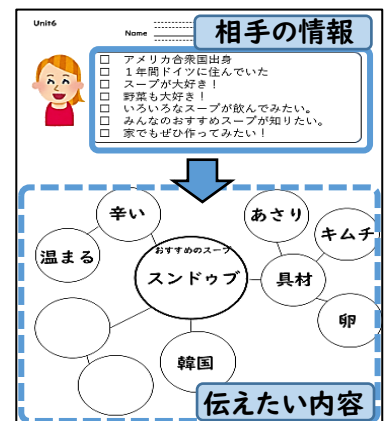 Unit6
Name
相手の情報
□ アメリカ合衆国出身
□ １年間ドイツに住んでいた
□ スープが大好き！
□ 野菜も大好き！
□ いろいろなスープが飲んでみたい。
□ みんなのおすすめスープが知りたい。
□ 家でもぜひ作ってみたい！
辛い
あさり
キムチ
温まる
おすすめのスープ
スンドゥブ
具材
卵
韓国
伝えたい内容